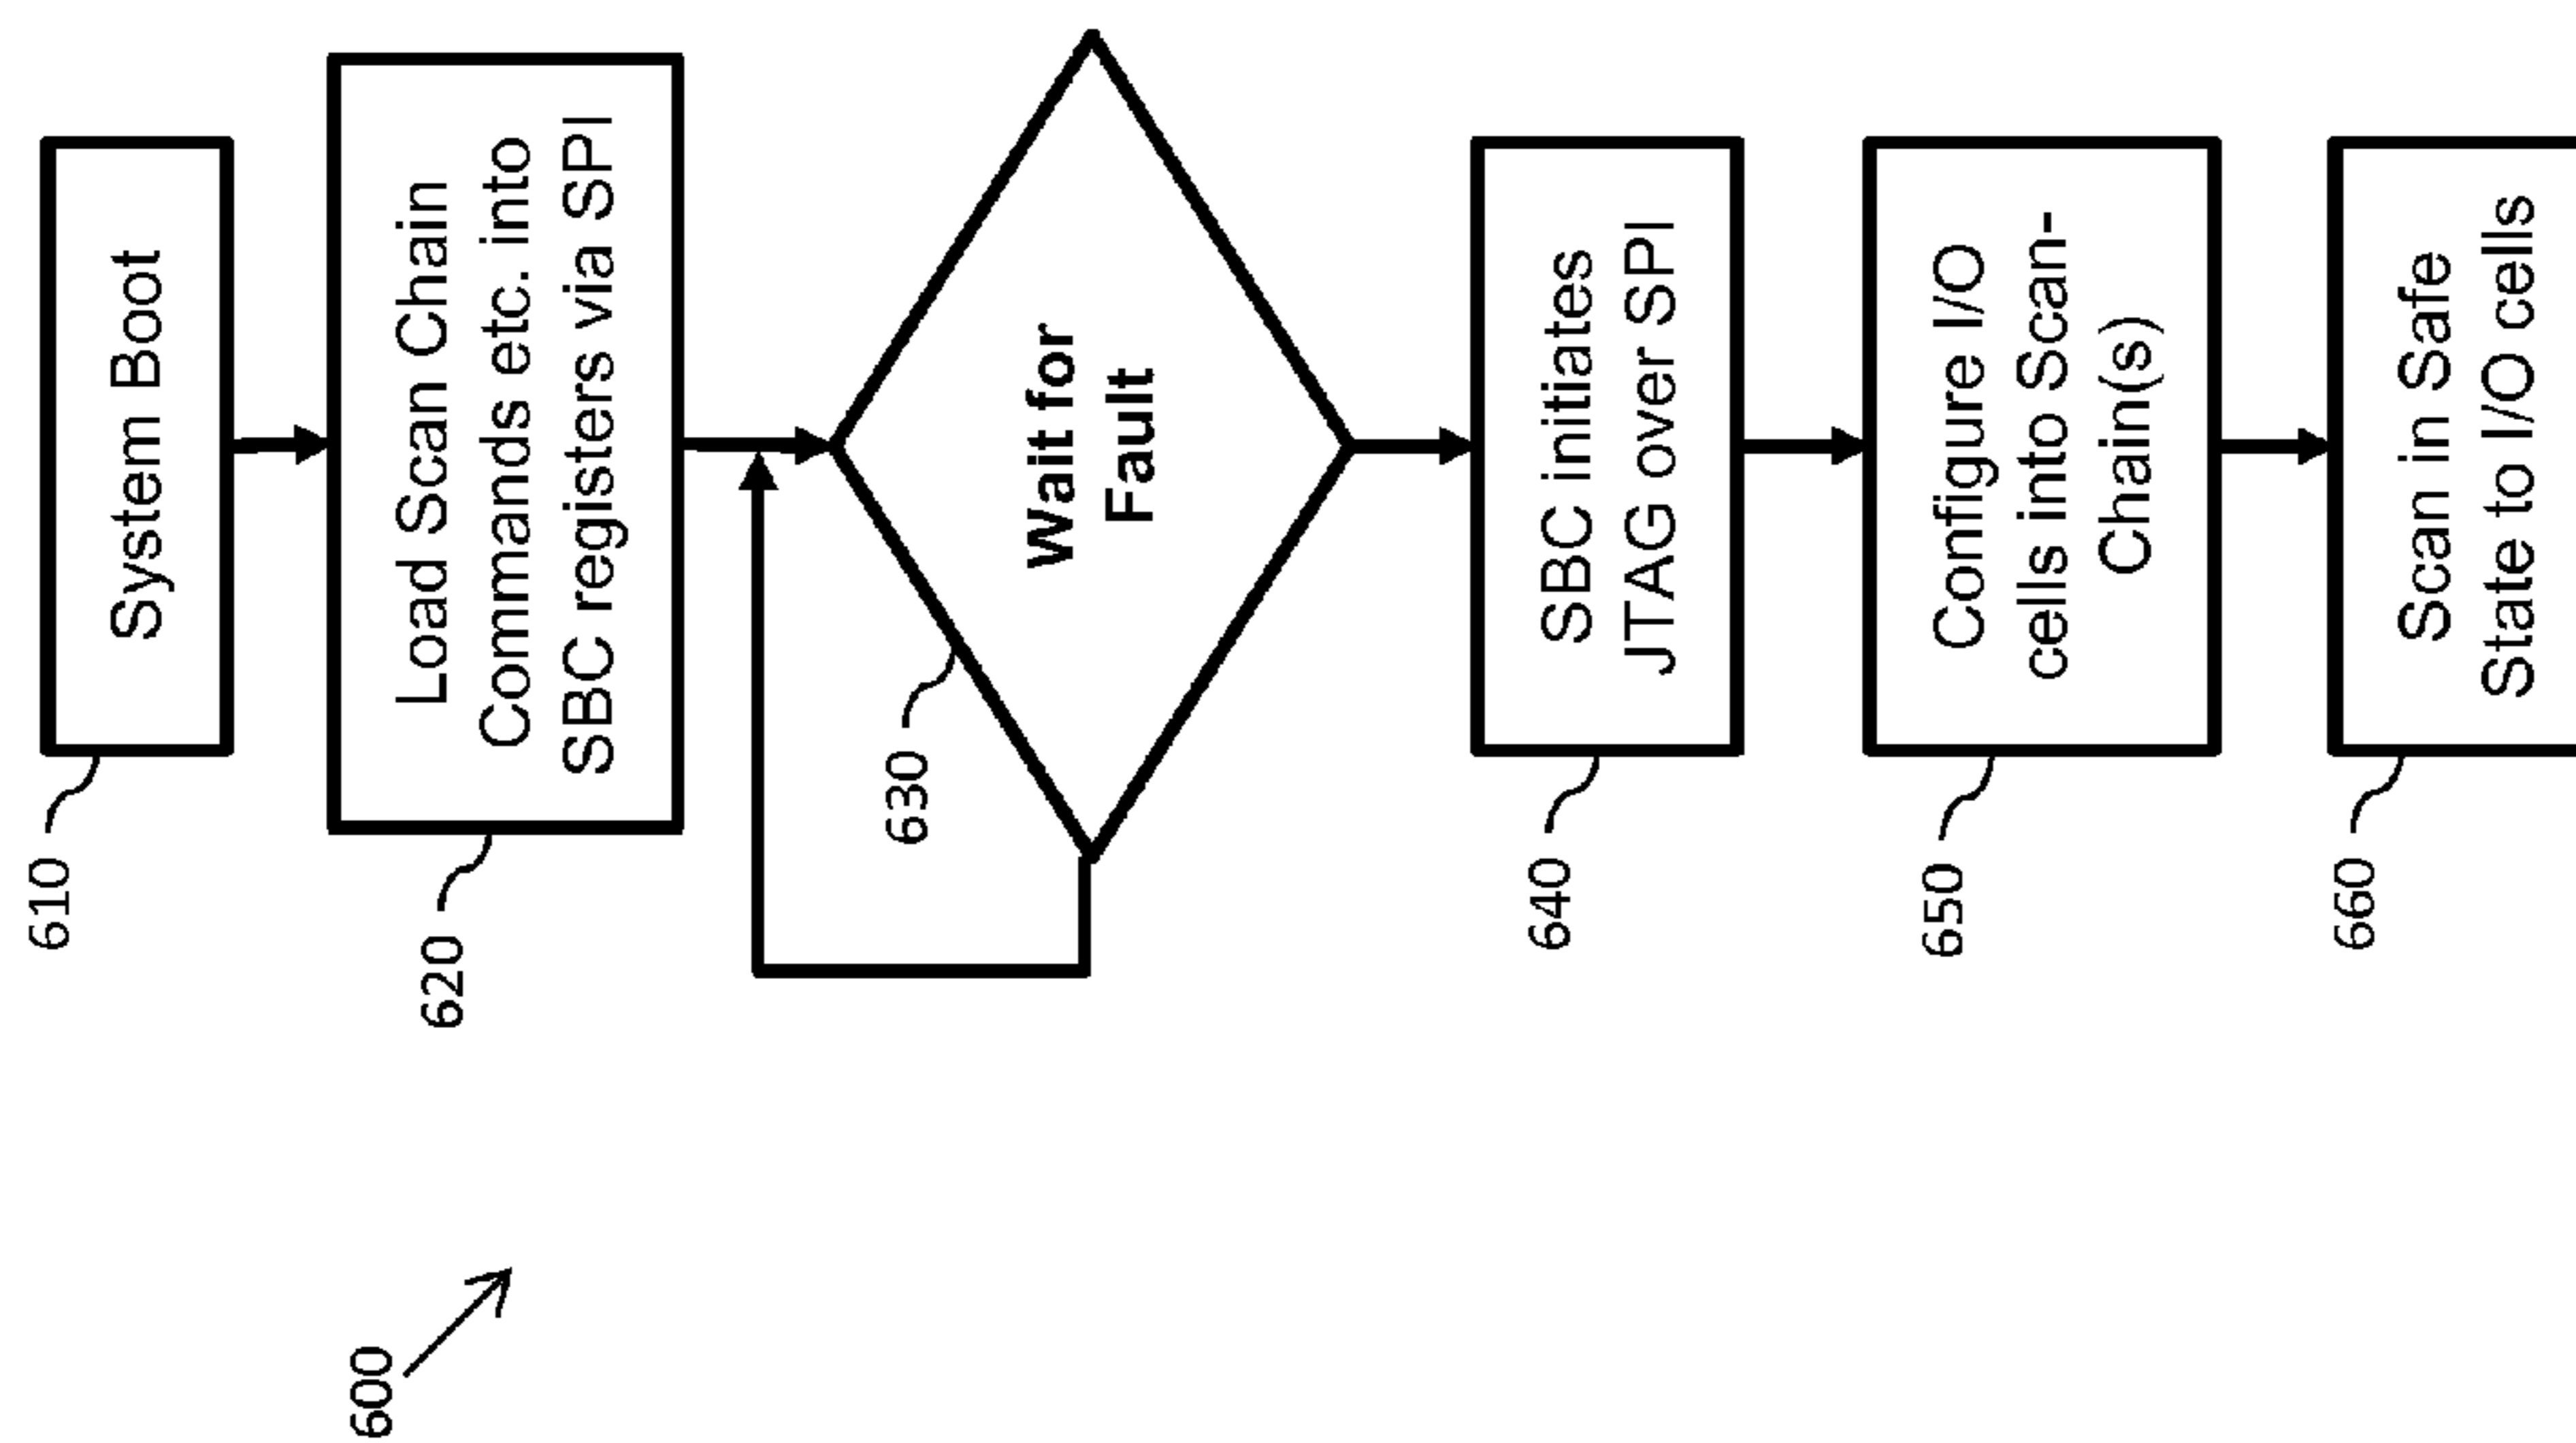 600
610
System Boot
620
Load Scan Chain
Commands etc. into
SBC registers via SPI
630
Wait for
Fault
640
SBC initiates
JTAG over SPI
650
Configure I/O
cells into Scan-
Chain(s)
660
Scan in Safe
State to I/O cells